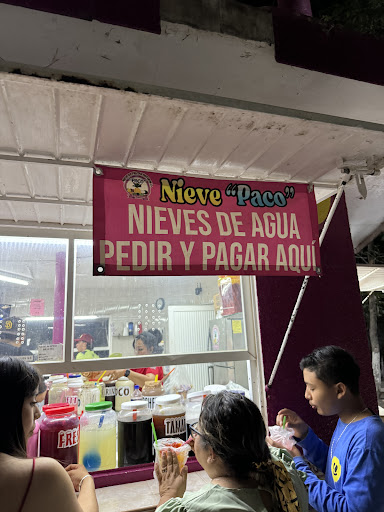 Nieve "Paco"
NIEVES DE AGUA
PEDIR Y PAGAR AQUÍ
FRE
TAMA